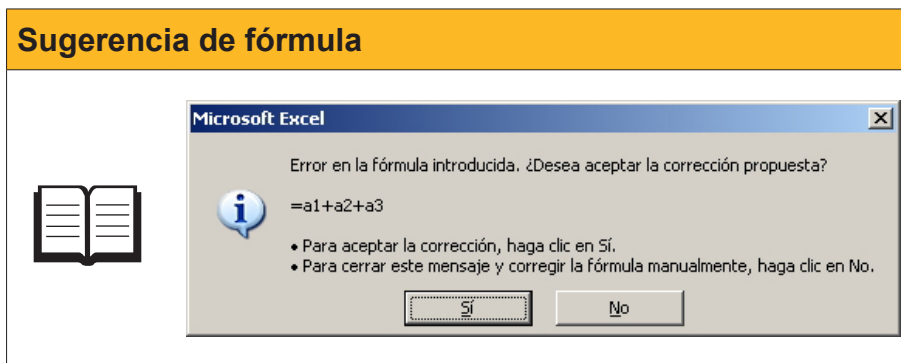 Sugerencia de fórmula
Microsoft Excel
Error en la fórmula introducida. ¿Desea aceptar la corrección propuesta?
=a1+a2+a3
• Para aceptar la corrección, haga clic en Sí.
• Para cerrar este mensaje y corregir la fórmula manualmente, haga clic en No.
Sí No